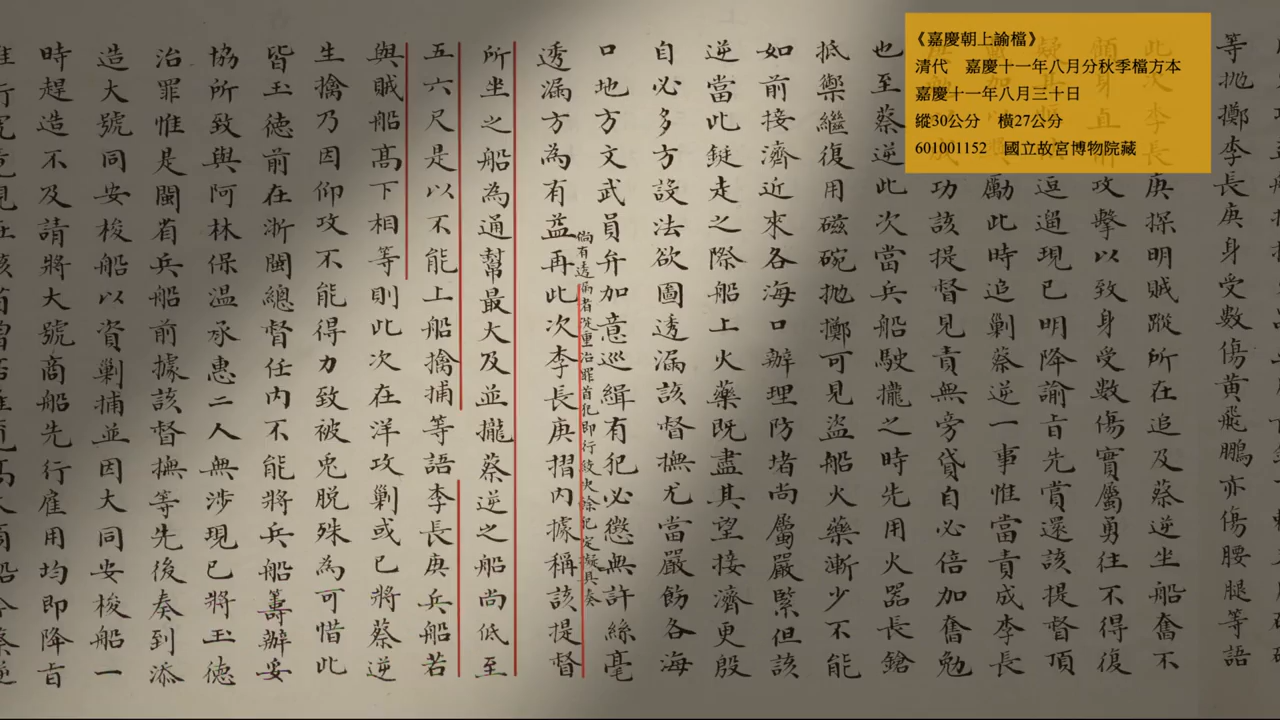 《嘉慶朝上諭檔》
清代　嘉慶十一年八月分秋季檔方本
嘉慶十一年八月三十日
縱30公分　橫27公分
601001152　國立故宮博物院藏
等拋擲李長庚身受數傷黃飛鵬亦傷腰腿等語
此次李長庚探明賊蹤所在追及蔡逆坐船奮不
顧身直前攻擊以致身受數傷實屬勇往不得復
逗遛現已明降諭旨先賞還該提督頂
勵此時追剿蔡逆一事惟當責成李長
成功該提督見責無旁貸自必倍加奮勉
也至蔡逆此次當兵船駛攏之時先用火器長鎗
抵禦繼復用磁碗拋擲可見盜船火藥漸少不能
如前接濟近來各海口辦理防堵尚屬嚴緊但該
逆當此鋌走之際船上火藥既盡其望接濟更殷
自必多方設法欲圖透漏該督撫尤當嚴飭各海
口地方文武員弁加意巡緝有犯必懲無許絲毫
倘有透漏者從重治罪首犯即行餘犯定擬具奏
透漏方為有益再此次李長庚摺內據稱該提督
所坐之船為通幫最大及並攏蔡逆之船尚低至
五六尺是以不能上船擒捕等語李長庚兵船若
與賊船高下相等則此次在洋攻剿或已將蔡逆
生擒乃因仰攻不能得力致被兎脫殊為可惜此
皆玉德前在浙閩總督任內不能將兵船籌辦妥
協所致與阿林保溫承惠二人無涉現已將玉德
治罪惟是閩省兵船前據該督撫等先後奏到添
造大號同安梭船以資剿捕並因大同安梭船一
時趕造不及請將大號商船先行雇用均即降旨